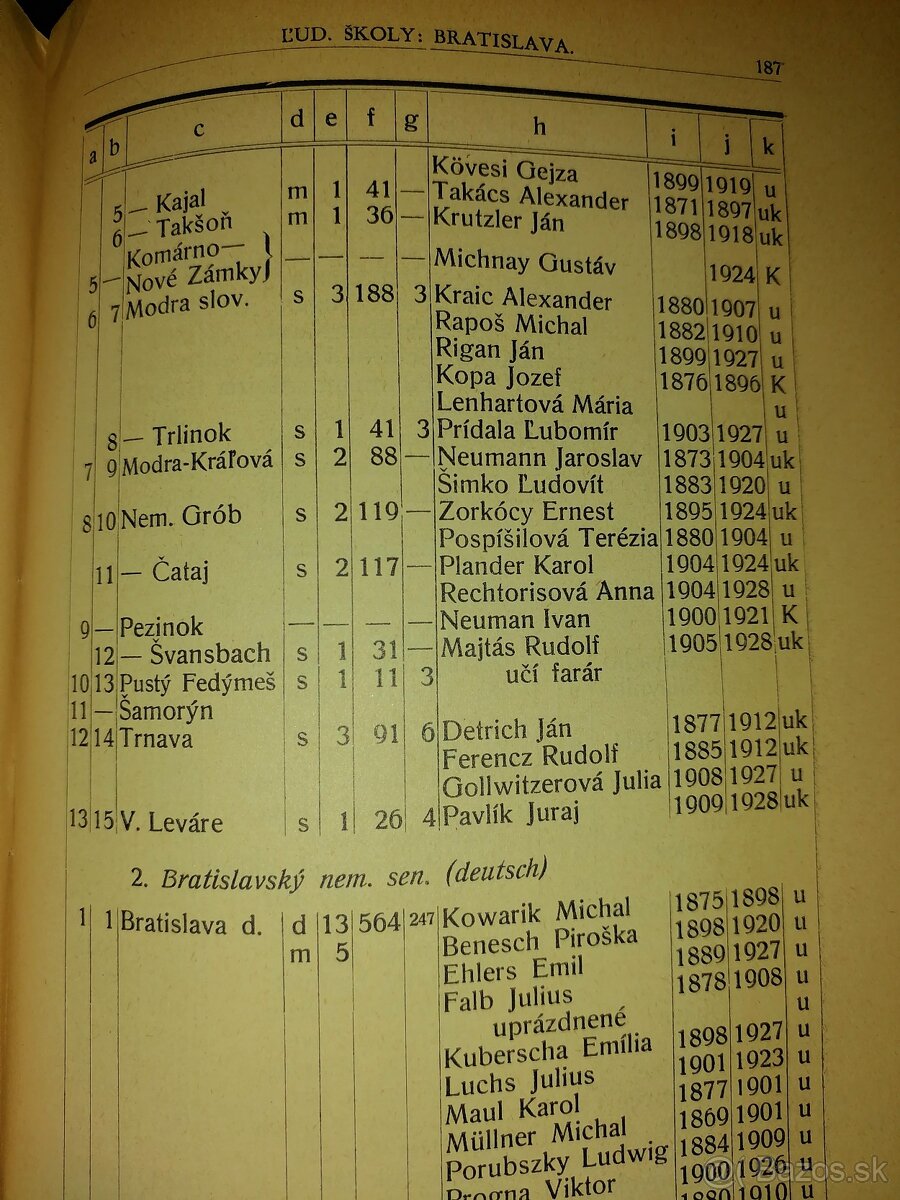 ĽUD. ŠKOLY: BRATISLAVA.
187
a b c d e f g h i j k
Kövesi Gejza 1899 1919 u
5 — Kajal m 1 41 — Takács Alexander 1871 1897 uk
6 — Takšoň m 1 36 — Krutzler Ján 1898 1918 uk
Komárno—
5 — Nové Zámky — — — — Michnay Gustáv 1924 K
6 7 Modra slov. s 3 188 3 Kraic Alexander 1880 1907 u
Rapoš Michal 1882 1910 u
Rigan Ján 1899 1927 u
Kopa Jozef 1876 1896 K
Lenhartová Mária u
8 — Trlinok s 1 41 3 Prídala Ľubomír 1903 1927 u
7 9 Modra-Kráľová s 2 88 — Neumann Jaroslav 1873 1904 uk
Šimko Ľudovít 1883 1920 u
8 10 Nem. Grób s 2 119 — Zorkócy Ernest 1895 1924 uk
Pospíšilová Terézia 1880 1904 u
11 — Čataj s 2 117 — Plander Karol 1904 1924 uk
Rechtorisová Anna 1904 1928 u
9 — Pezinok — — — — Neuman Ivan 1900 1921 K
12 — Švansbach s 1 31 — Majtás Rudolf 1905 1928 uk
10 13 Pustý Fedýmeš s 1 11 3 učí farár
11 — Šamorýn
12 14 Trnava s 3 91 6 Detrich Ján 1877 1912 uk
Ferencz Rudolf 1885 1912 uk
Gollwitzerová Julia 1908 1927 u
13 15 V. Leváre s 1 26 4 Pavlík Juraj 1909 1928 uk
2. Bratislavský nem. sen. (deutsch)
1 1 Bratislava d. d 13 564 247 Kowarik Michal 1875 1898 u
m 5 Benesch Piroška 1898 1920 u
Ehlers Emil 1889 1927 u
Falb Julius 1878 1908 u
uprázdnené u
Kuberscha Emília 1898 1927 u
Luchs Julius 1901 1923 u
Maul Karol 1877 1901 u
Müllner Michal 1869 1901 u
Porubszky Ludwig 1884 1909 u
Progna Viktor 1900 1926 u
1880 1910 u
Bazos.sk